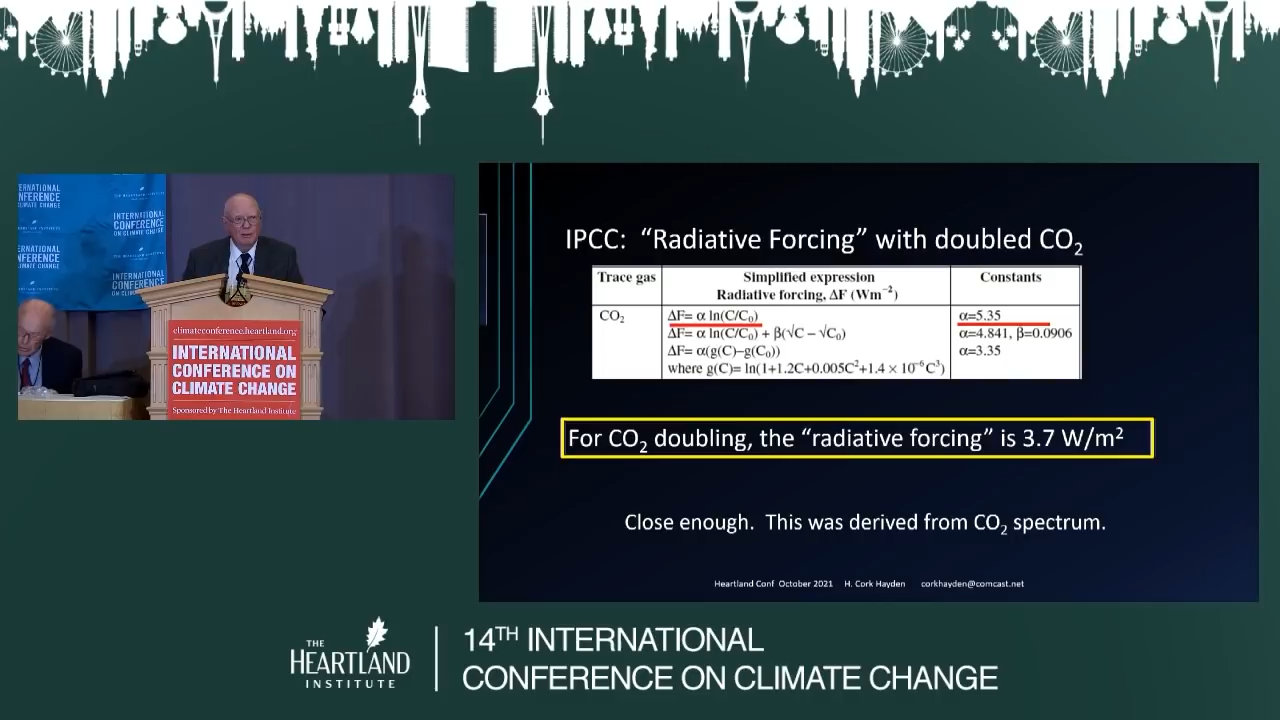 INTERNATIONAL
CONFERENCE
CLIMATE CHANGE
INTERNATIONAL
CONFERENCE
ON CLIMATE CHANGE
climateconference.heartland.org
INTERNATIONAL
CONFERENCE ON
CLIMATE CHANGE
Sponsored by The Heartland Institute
IPCC: “Radiative Forcing” with doubled CO₂
Trace gas Simplified expression Radiative forcing, ΔF (Wm⁻²) Constants
CO₂ ΔF= α ln(C/C₀) α=5.35
ΔF= α ln(C/C₀) + β(√C − √C₀) α=4.841, β=0.0906
ΔF= α(g(C)–g(C₀)) α=3.35
where g(C)= ln(1+1.2C+0.005C²+1.4 × 10⁻⁶C³)
For CO₂ doubling, the “radiative forcing” is 3.7 W/m²
Close enough. This was derived from CO₂ spectrum.
Heartland Conf October 2021 H. Cork Hayden corkhayden@comcast.net
THE
HEARTLAND
INSTITUTE
14TH INTERNATIONAL
CONFERENCE ON CLIMATE CHANGE